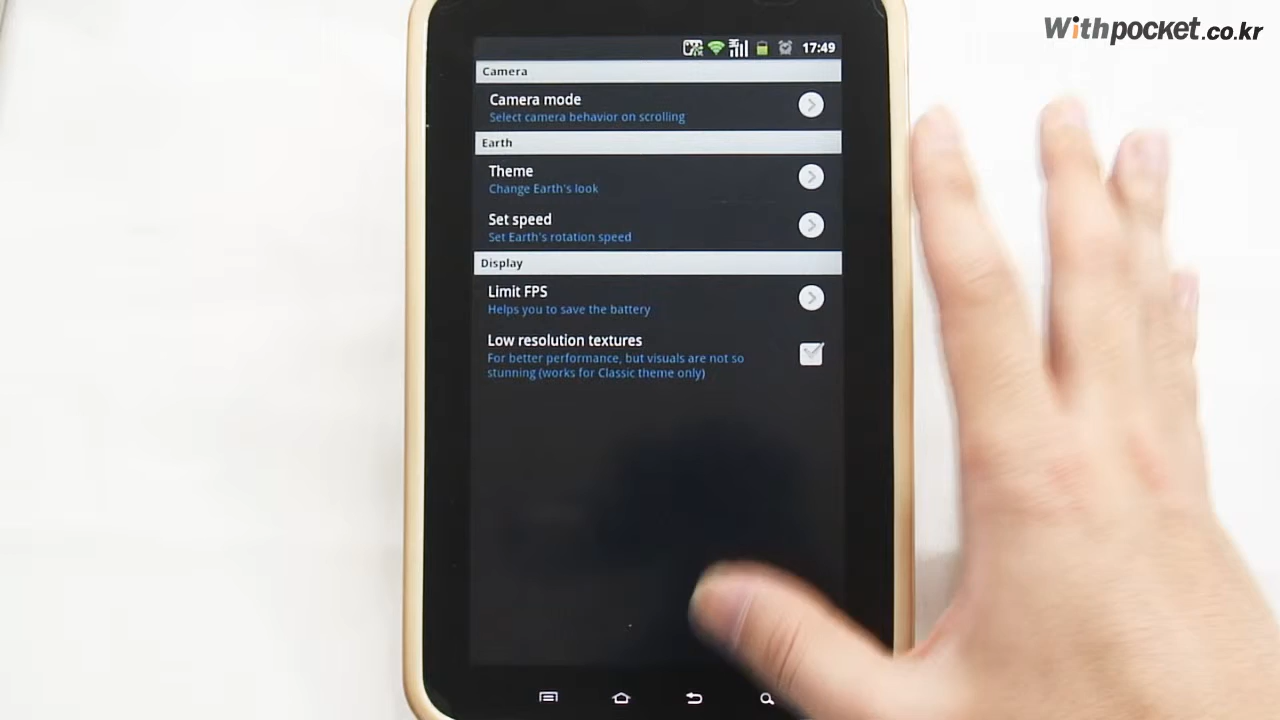 Withpocket.co.kr
3G
17:49
Camera
Camera mode
Select camera behavior on scrolling
Earth
Theme
Change Earth's look
Set speed
Set Earth's rotation speed
Display
Limit FPS
Helps you to save the battery
Low resolution textures
For better performance, but visuals are not so
stunning (works for Classic theme only)